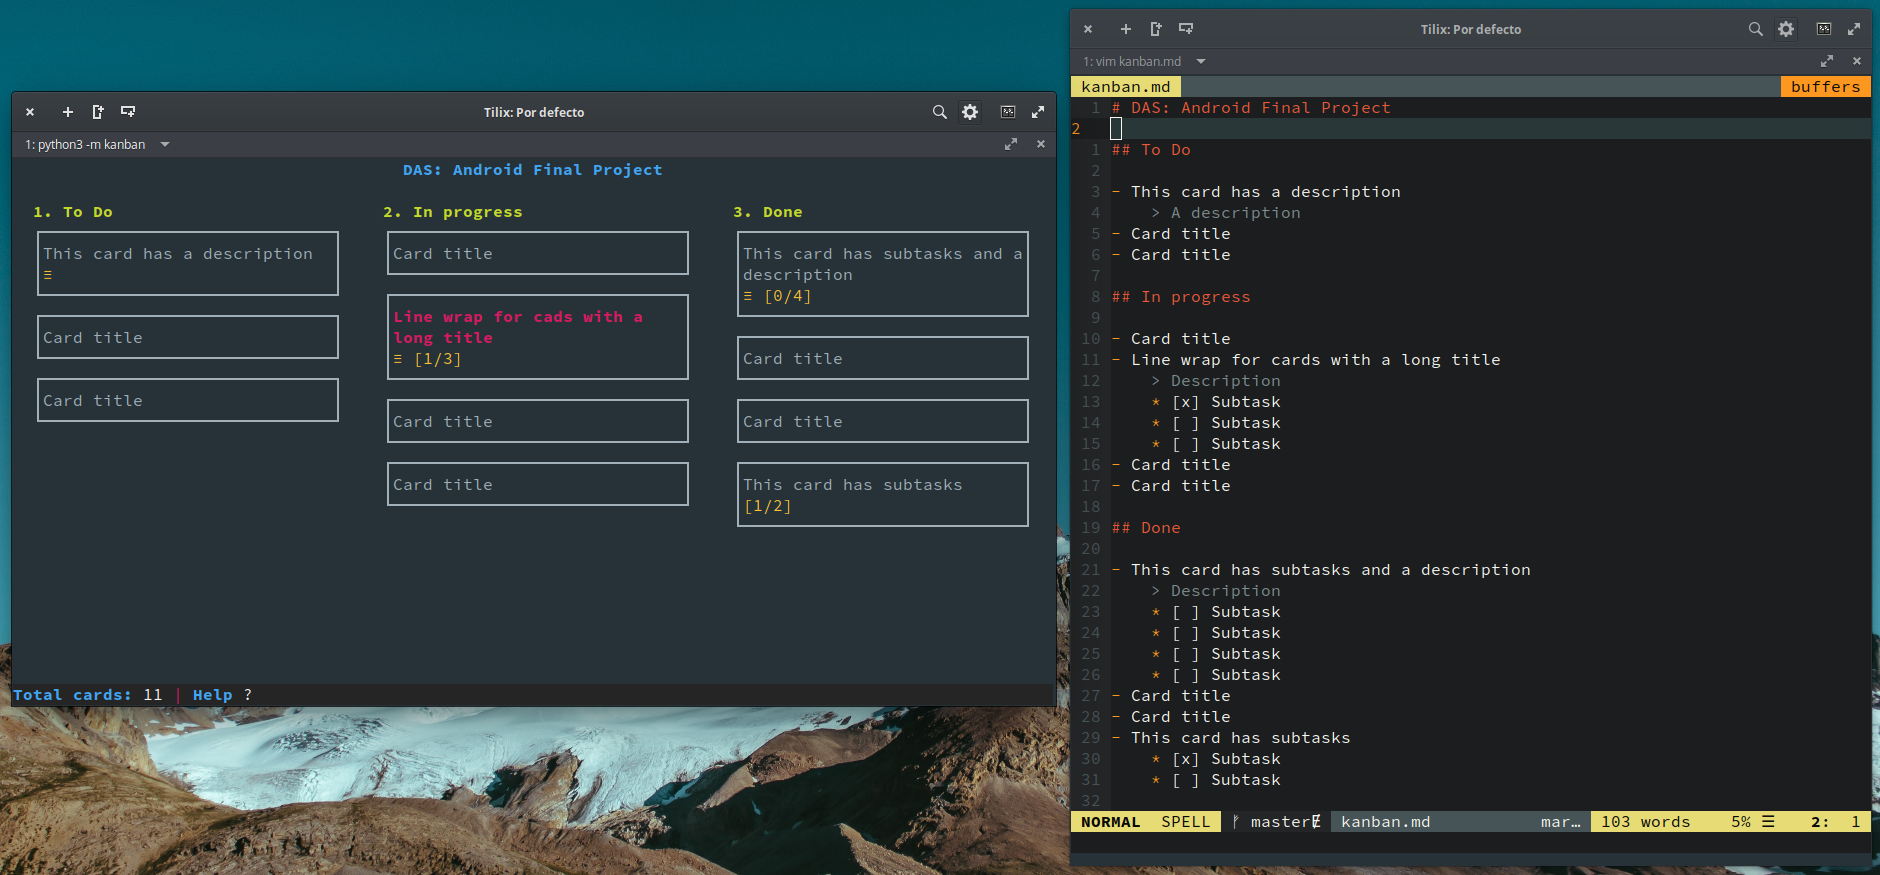 Tilix: Por defecto
1: python3 -m kanban
DAS: Android Final Project
1. To Do
This card has a description
≡
Card title
Card title
2. In progress
Card title
Line wrap for cads with a
long title
≡ [1/3]
Card title
Card title
3. Done
This card has subtasks and a
description
≡ [0/4]
Card title
Card title
This card has subtasks
[1/2]
Total cards: 11 | Help ?
Tilix: Por defecto
1: vim kanban.md
kanban.md buffers
1 # DAS: Android Final Project
2
1 ## To Do
2
3 - This card has a description
4 > A description
5 - Card title
6 - Card title
7
8 ## In progress
9
10 - Card title
11 - Line wrap for cards with a long title
12 > Description
13 * [x] Subtask
14 * [ ] Subtask
15 * [ ] Subtask
16 - Card title
17 - Card title
18
19 ## Done
20
21 - This card has subtasks and a description
22 > Description
23 * [ ] Subtask
24 * [ ] Subtask
25 * [ ] Subtask
26 * [ ] Subtask
27 - Card title
28 - Card title
29 - This card has subtasks
30 * [x] Subtask
31 * [ ] Subtask
32
NORMAL SPELL master kanban.md mar… 103 words 5% ☰ 2: 1